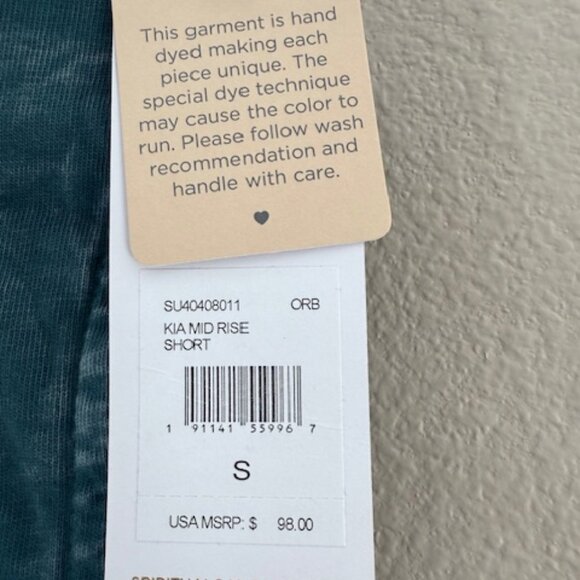 This garment is hand
dyed making each
piece unique. The
special dye technique
may cause the color to
run. Please follow wash
recommendation and
handle with care.
SU40408011 ORB
KIA MID RISE
SHORT
1 91141 55996 7
S
USA MSRP: $ 98.00